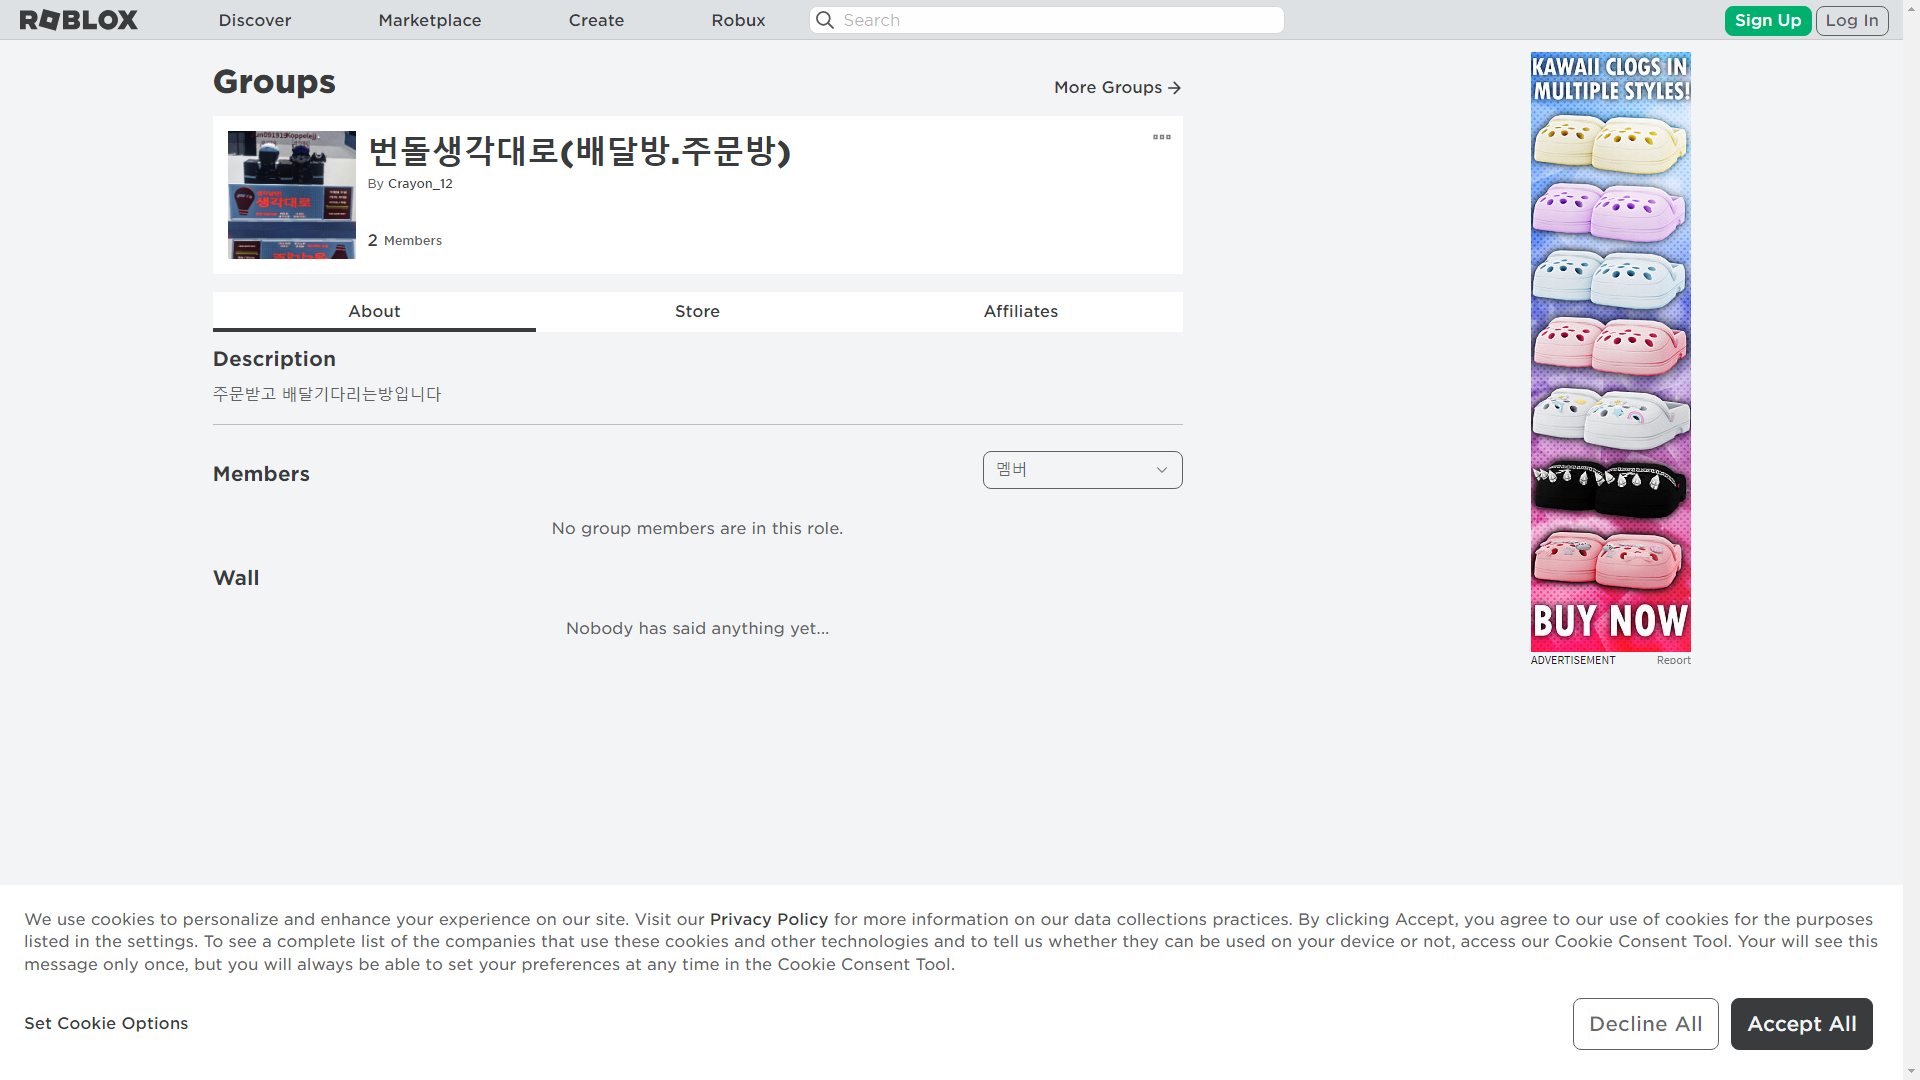 ROBLOX
Discover
Marketplace
Create
Robux
Search
Sign Up
Log In
Groups
More Groups
번돌생각대로(배달방.주문방)
By Crayon_12
2 Members
생각대로
About
Store
Affiliates
Description
주문받고 배달기다리는방입니다
Members
멤버
No group members are in this role.
Wall
Nobody has said anything yet...
KAWAII CLOGS IN
MULTIPLE STYLES!
BUY NOW
ADVERTISEMENT
Report
We use cookies to personalize and enhance your experience on our site. Visit our Privacy Policy for more information on our data collections practices. By clicking Accept, you agree to our use of cookies for the purposes
listed in the settings. To see a complete list of the companies that use these cookies and other technologies and to tell us whether they can be used on your device or not, access our Cookie Consent Tool. Your will see this
message only once, but you will always be able to set your preferences at any time in the Cookie Consent Tool.
Set Cookie Options
Decline All
Accept All